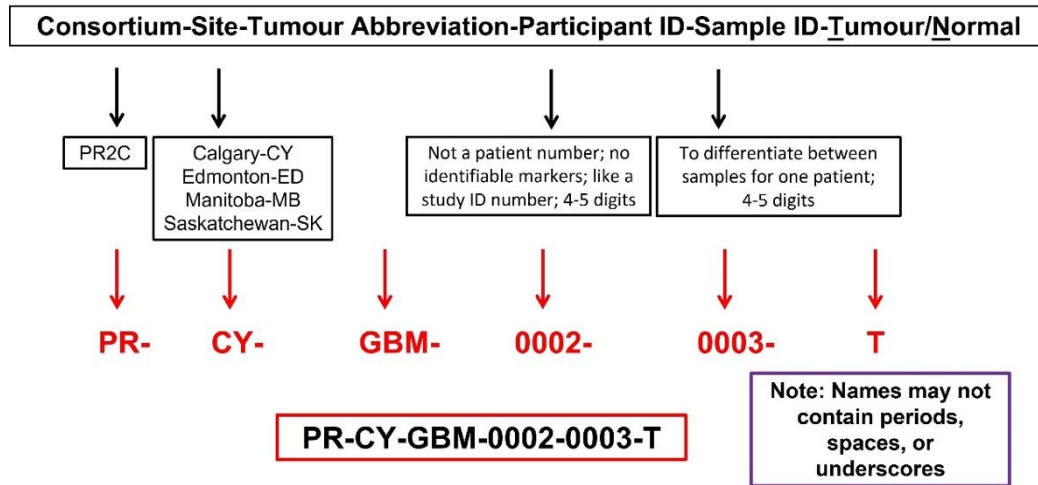 Consortium-Site-Tumour Abbreviation-Participant ID-Sample ID-Tumour/Normal
PR2C
Calgary-CY
Edmonton-ED
Manitoba-MB
Saskatchewan-SK
Not a patient number; no
identifiable markers; like a
study ID number; 4-5 digits
To differentiate between
samples for one patient;
4-5 digits
PR- CY- GBM- 0002- 0003- T
PR-CY-GBM-0002-0003-T
Note: Names may not
contain periods,
spaces, or
underscores